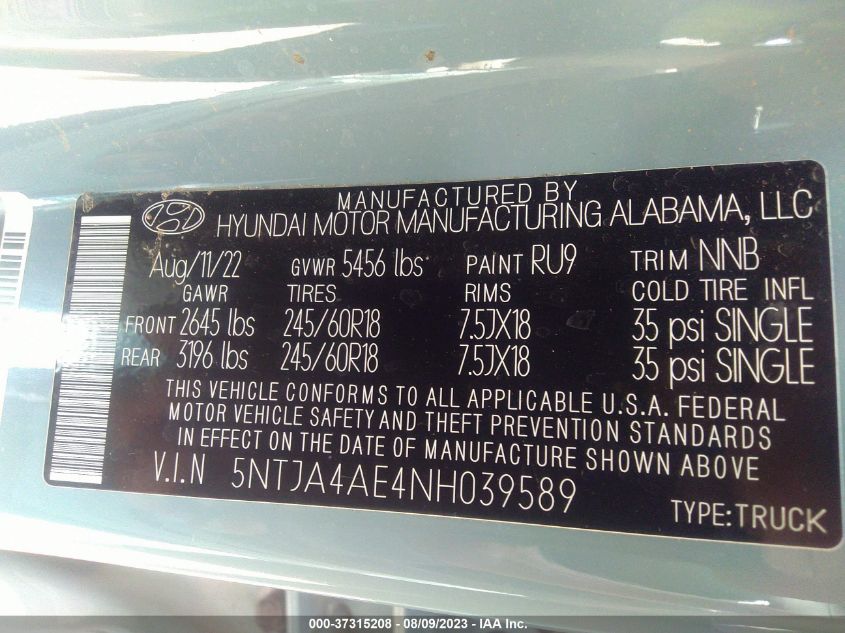 MANUFACTURED BY
HYUNDAI MOTOR MANUFACTURING ALABAMA, LLC
Aug/11/22 GVWR 5456 lbs PAINT RU9 TRIM NNB
GAWR TIRES RIMS COLD TIRE INFL
FRONT 2645 lbs 245/60R18 7.5JX18 35 psi SINGLE
REAR 3196 lbs 245/60R18 7.5JX18 35 psi SINGLE
THIS VEHICLE CONFORMS TO ALL APPLICABLE U.S.A. FEDERAL
MOTOR VEHICLE SAFETY AND THEFT PREVENTION STANDARDS
IN EFFECT ON THE DATE OF MANUFACTURE SHOWN ABOVE
V.I.N 5NTJA4AE4NH039589
TYPE:TRUCK
000-37315208 - 08/09/2023 - IAA Inc.